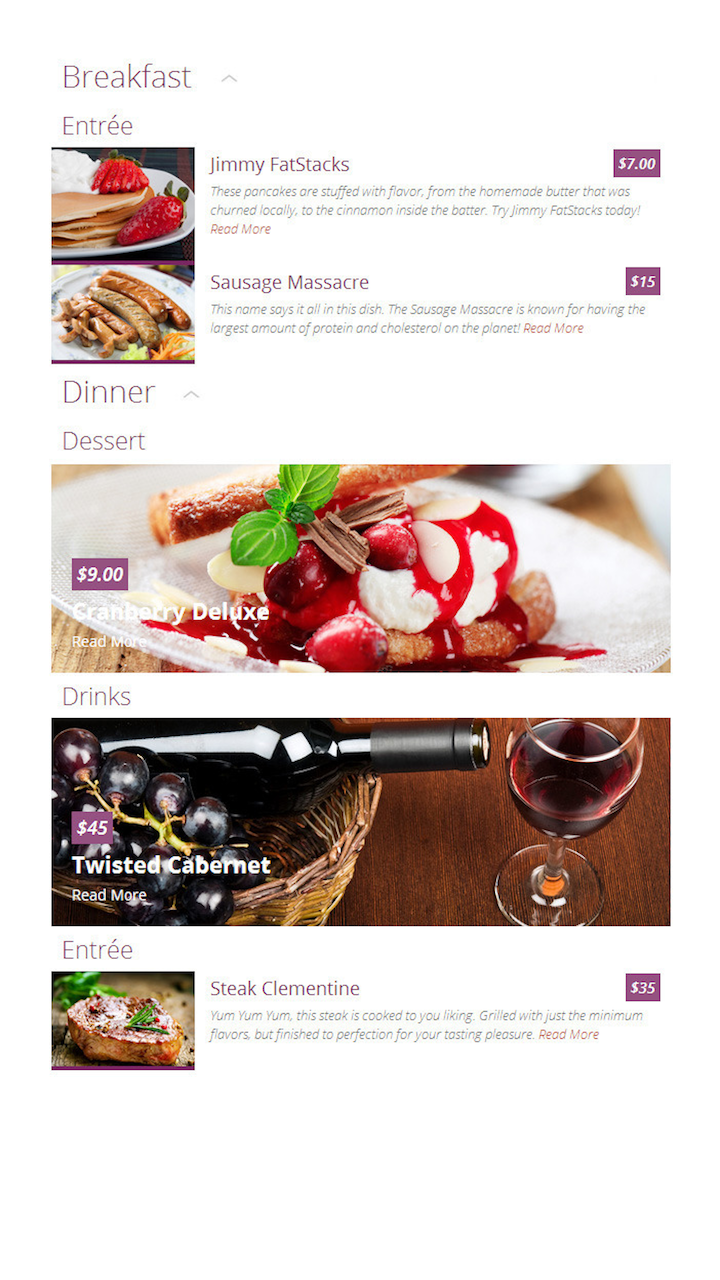 Breakfast
Entrée
Jimmy FatStacks
$7.00
These pancakes are stuffed with flavor, from the homemade butter that was
churned locally, to the cinnamon inside the batter. Try Jimmy FatStacks today!
Read More
Sausage Massacre
$15
This name says it all in this dish. The Sausage Massacre is known for having the
largest amount of protein and cholesterol on the planet! Read More
Dinner
Dessert
$9.00
Cranberry Deluxe
Read More
Drinks
$45
Twisted Cabernet
Read More
Entrée
Steak Clementine
$35
Yum Yum Yum, this steak is cooked to you liking. Grilled with just the minimum
flavors, but finished to perfection for your tasting pleasure. Read More